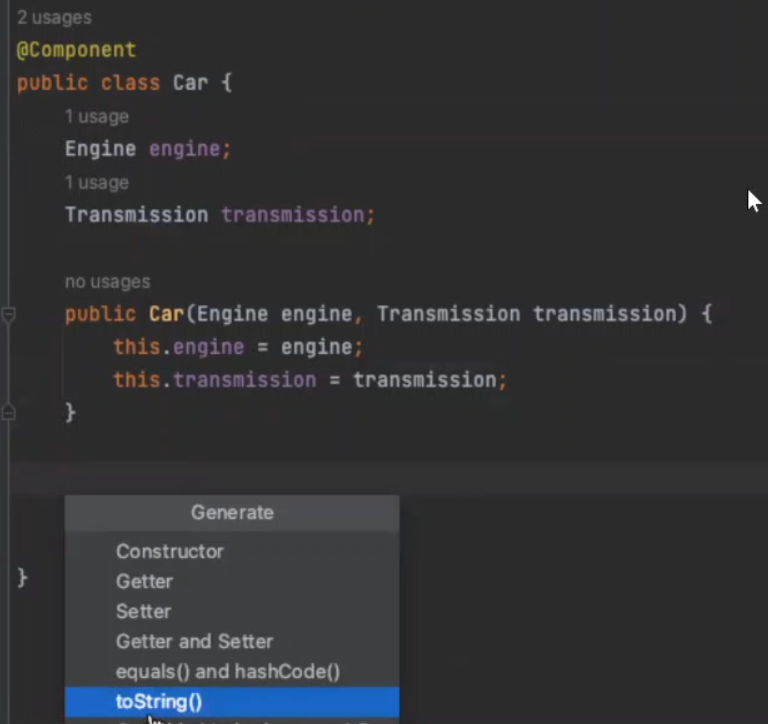 2 usages
@Component
public class Car {
1 usage
Engine engine;
1 usage
Transmission transmission;
no usages
public Car(Engine engine, Transmission transmission) {
this.engine = engine;
this.transmission = transmission;
}
Generate
Constructor
Getter
}
Setter
Getter and Setter
equals() and hashCode()
toString()